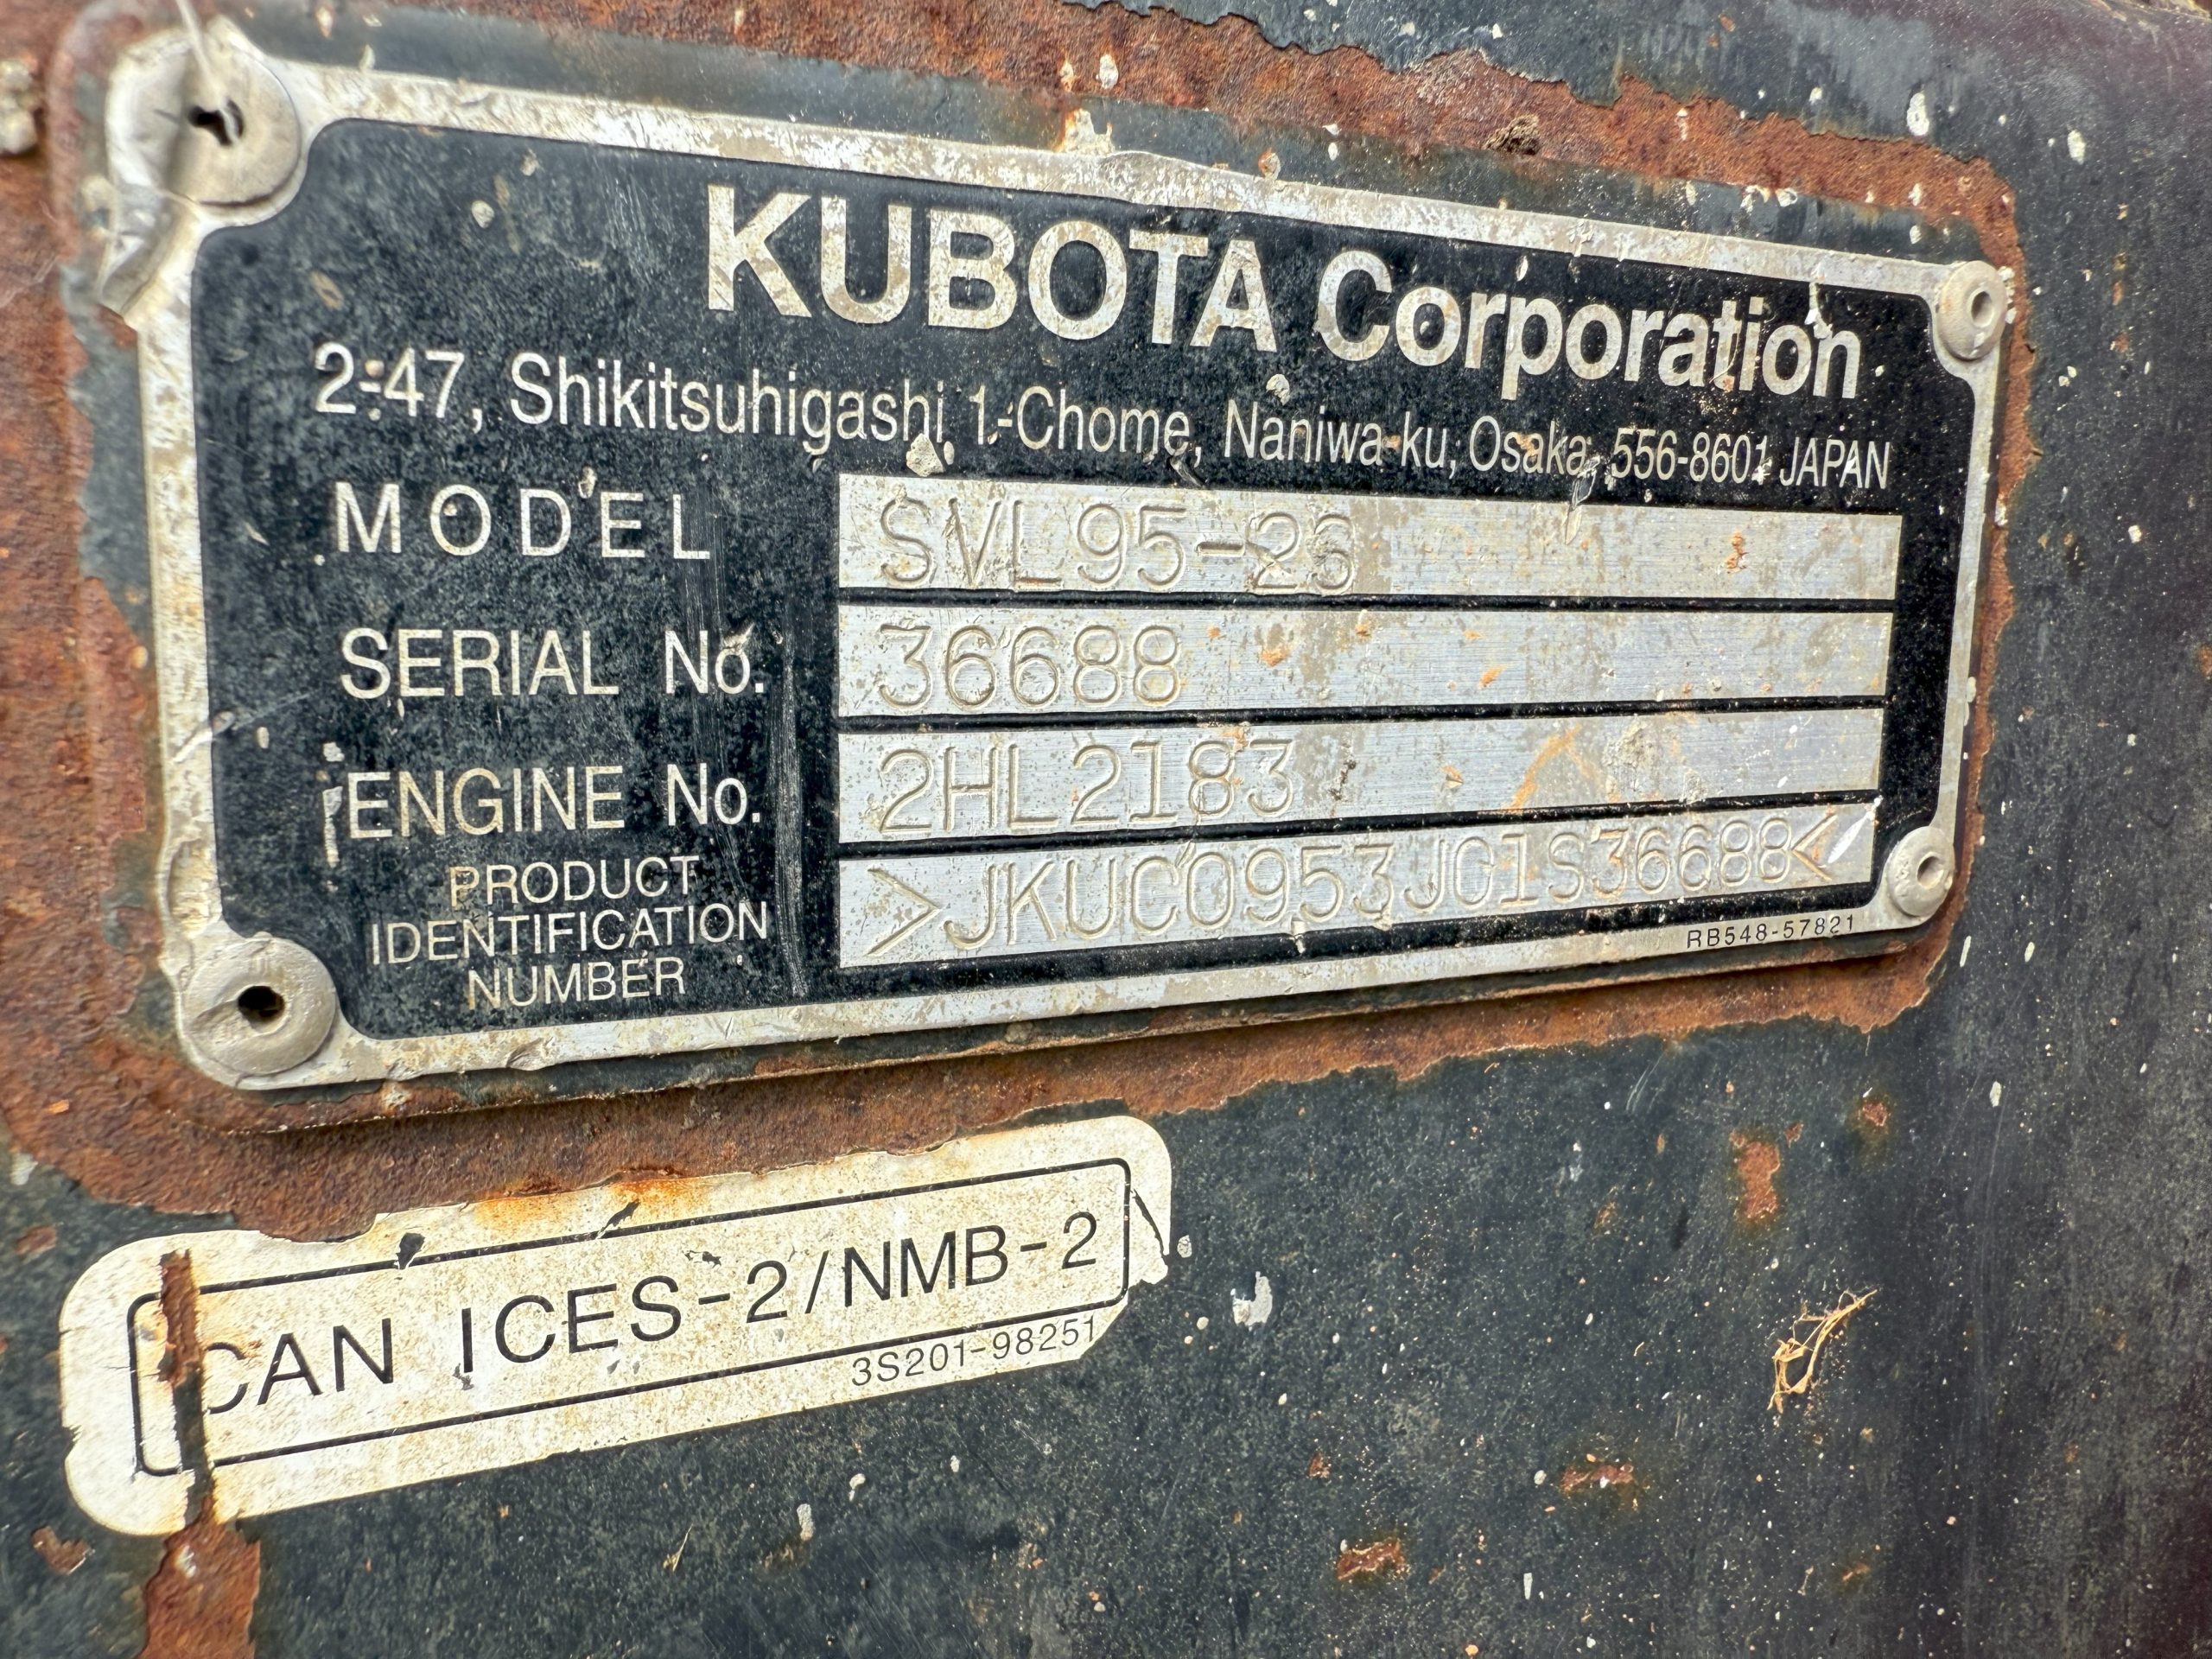 KUBOTA Corporation
2-47, Shikitsuhigashi 1-Chome, Naniwa-ku, Osaka, 556-8601 JAPAN
MODEL SVL95-2S
SERIAL No. 36688
ENGINE No. 2HL2183
PRODUCT
IDENTIFICATION
NUMBER
>JKUC0953JG1S36688<
RB548-57821
CAN ICES-2/NMB-2
3S201-98251